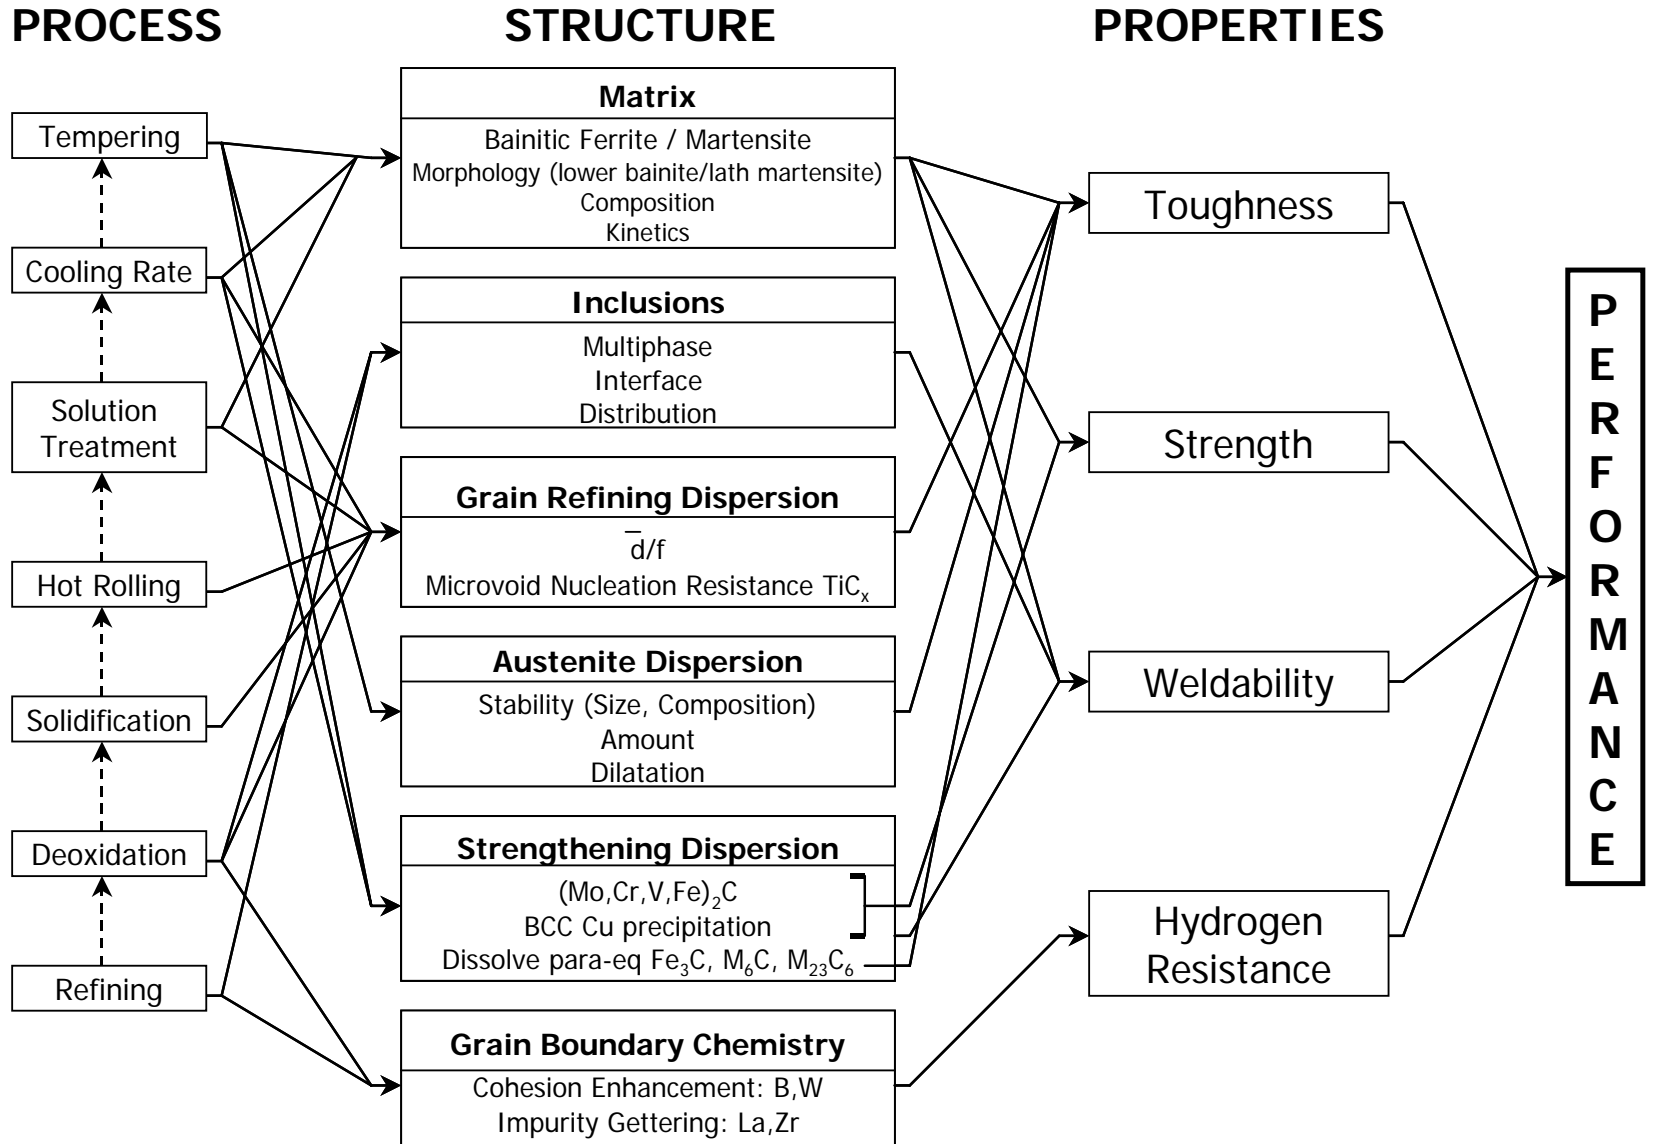 PROCESS
STRUCTURE
PROPERTIES
Tempering
Cooling Rate
Solution
Treatment
Hot Rolling
Solidification
Deoxidation
Refining
Matrix
Bainitic Ferrite / Martensite
Morphology (lower bainite/lath martensite)
Composition
Kinetics
Inclusions
Multiphase
Interface
Distribution
Grain Refining Dispersion
d̅/f
Microvoid Nucleation Resistance TiCₓ
Austenite Dispersion
Stability (Size, Composition)
Amount
Dilatation
Strengthening Dispersion
(Mo,Cr,V,Fe)₂C
BCC Cu precipitation
Dissolve para-eq Fe₃C, M₆C, M₂₃C₆
Grain Boundary Chemistry
Cohesion Enhancement: B,W
Impurity Gettering: La,Zr
Toughness
Strength
Weldability
Hydrogen
Resistance
PERFORMANCE